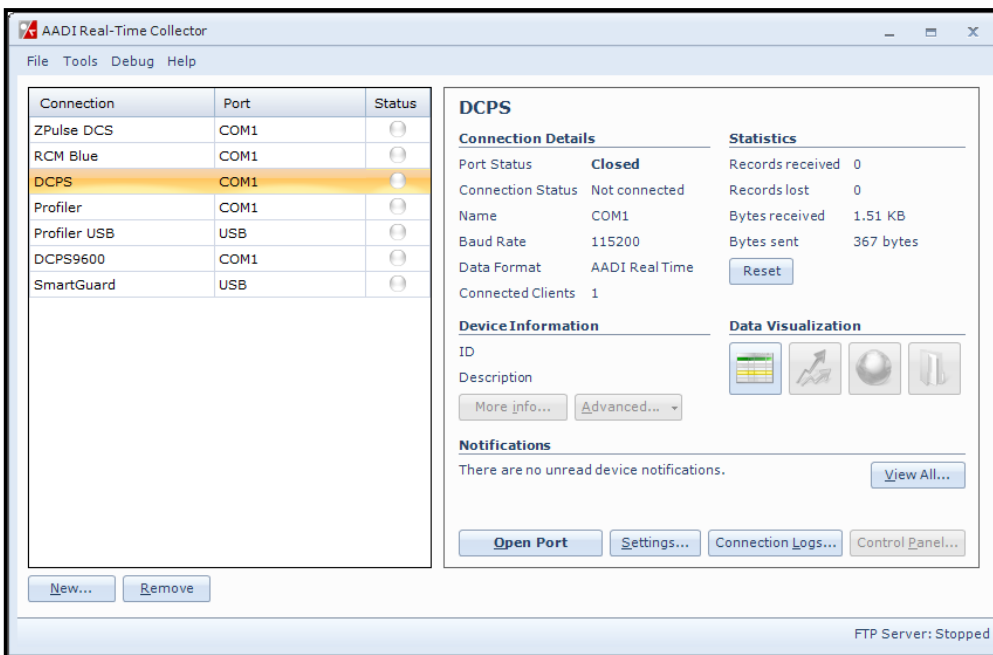 AADI Real-Time Collector
File Tools Debug Help
Connection Port Status
ZPulse DCS COM1
RCM Blue COM1
DCPS COM1
Profiler COM1
Profiler USB USB
DCPS9600 COM1
SmartGuard USB
New... Remove
DCPS
Connection Details
Port Status Closed
Connection Status Not connected
Name COM1
Baud Rate 115200
Data Format AADI Real Time
Connected Clients 1
Statistics
Records received 0
Records lost 0
Bytes received 1.51 KB
Bytes sent 367 bytes
Reset
Device Information
ID
Description
More info... Advanced...
Data Visualization
Notifications
There are no unread device notifications.
View All...
Open Port Settings... Connection Logs... Control Panel...
FTP Server: Stopped